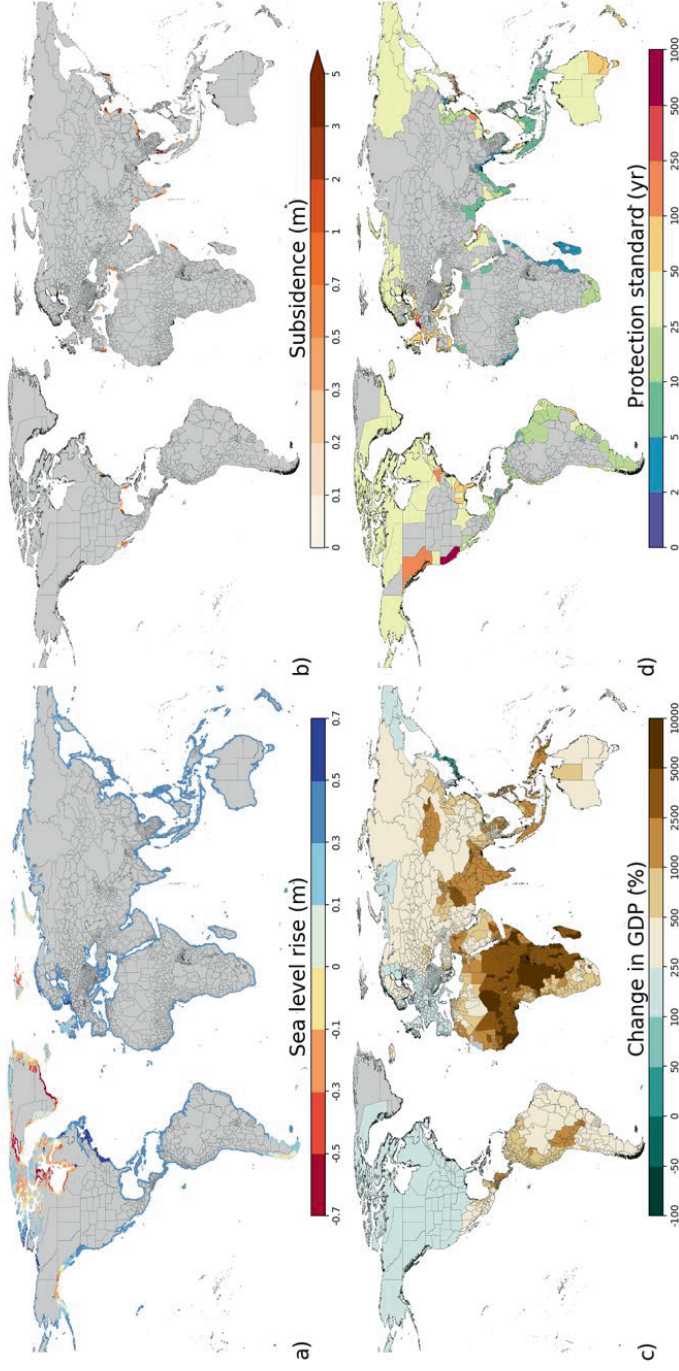 a)
-0.7 -0.5 -0.3 -0.1 0 0.1 0.3 0.5 0.7
Sea level rise (m)
b)
0 0.1 0.2 0.3 0.5 0.7 1 3 5
Subsidence (m)
c)
-100 -50 0 50 100 250 500 1000 2500 5000 10000
Change in GDP (%)
d)
0 2 5 10 25 50 100 250 500 1000
Protection standard (yr)